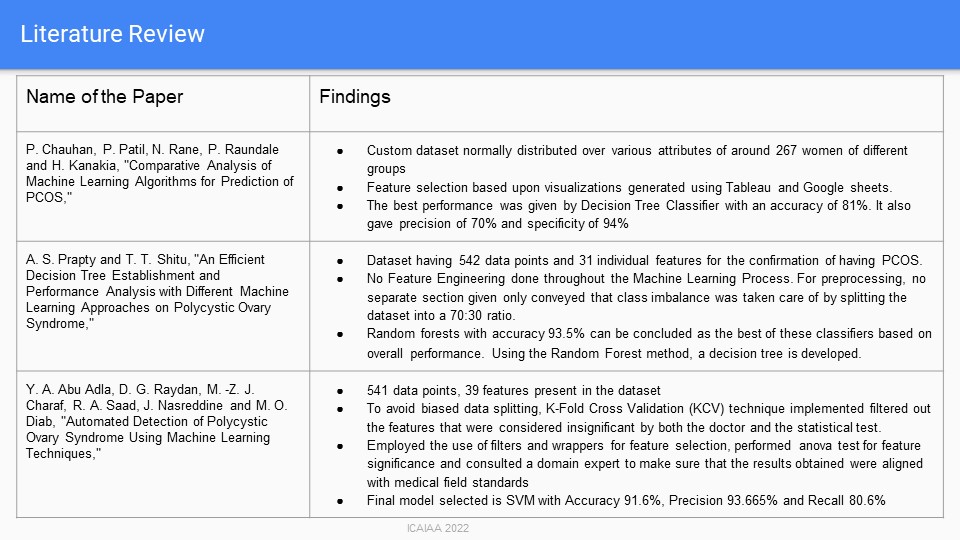 Literature Review
Name of the Paper
Findings
P. Chauhan, P. Patil, N. Rane, P. Raundale
and H. Kanakia, "Comparative Analysis of
Machine Learning Algorithms for Prediction of
PCOS,"
● Custom dataset normally distributed over various attributes of around 267 women of different
groups
● Feature selection based upon visualizations generated using Tableau and Google sheets.
● The best performance was given by Decision Tree Classifier with an accuracy of 81%. It also
gave precision of 70% and specificity of 94%
A. S. Prapty and T. T. Shitu, "An Efficient
Decision Tree Establishment and
Performance Analysis with Different Machine
Learning Approaches on Polycystic Ovary
Syndrome,"
● Dataset having 542 data points and 31 individual features for the confirmation of having PCOS.
● No Feature Engineering done throughout the Machine Learning Process. For preprocessing, no
separate section given only conveyed that class imbalance was taken care of by splitting the
dataset into a 70:30 ratio.
● Random forests with accuracy 93.5% can be concluded as the best of these classifiers based on
overall performance. Using the Random Forest method, a decision tree is developed.
Y. A. Abu Adla, D. G. Raydan, M. -Z. J.
Charaf, R. A. Saad, J. Nasreddine and M. O.
Diab, "Automated Detection of Polycystic
Ovary Syndrome Using Machine Learning
Techniques,"
● 541 data points, 39 features present in the dataset
● To avoid biased data splitting, K-Fold Cross Validation (KCV) technique implemented filtered out
the features that were considered insignificant by both the doctor and the statistical test.
● Employed the use of filters and wrappers for feature selection, performed anova test for feature
significance and consulted a domain expert to make sure that the results obtained were aligned
with medical field standards
● Final model selected is SVM with Accuracy 91.6%, Precision 93.665% and Recall 80.6%
ICAIAA 2022